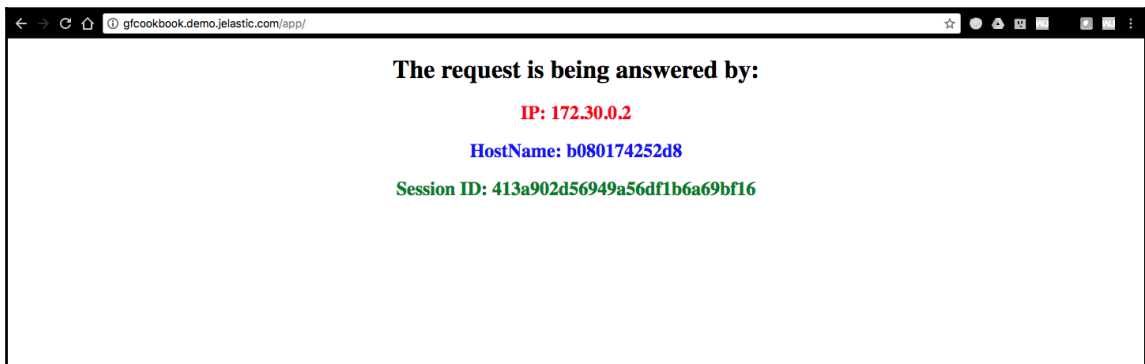 gfcookbook.demo.jelastic.com/app/
The request is being answered by:
IP: 172.30.0.2
HostName: b080174252d8
Session ID: 413a902d56949a56df1b6a69bf16